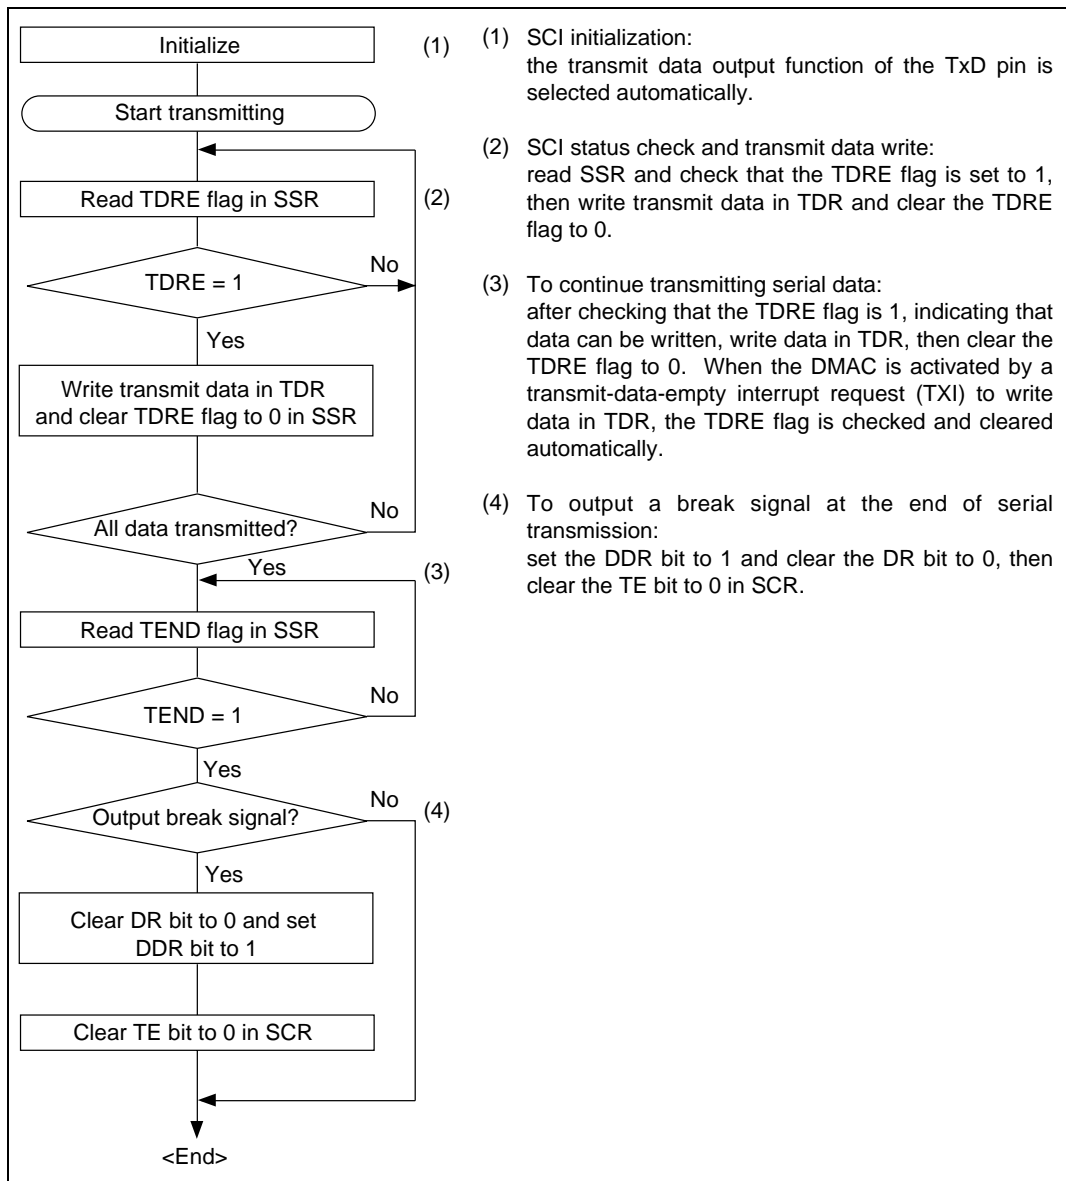 Initialize
(1)
Start transmitting
Read TDRE flag in SSR
(2)
TDRE = 1
No
Yes
Write transmit data in TDR
and clear TDRE flag to 0 in SSR
All data transmitted?
No
Yes
(3)
Read TEND flag in SSR
TEND = 1
No
Yes
Output break signal?
No
(4)
Yes
Clear DR bit to 0 and set
DDR bit to 1
Clear TE bit to 0 in SCR
<End>
(1) SCI initialization:
the transmit data output function of the TxD pin is
selected automatically.
(2) SCI status check and transmit data write:
read SSR and check that the TDRE flag is set to 1,
then write transmit data in TDR and clear the TDRE
flag to 0.
(3) To continue transmitting serial data:
after checking that the TDRE flag is 1, indicating that
data can be written, write data in TDR, then clear the
TDRE flag to 0. When the DMAC is activated by a
transmit-data-empty interrupt request (TXI) to write
data in TDR, the TDRE flag is checked and cleared
automatically.
(4) To output a break signal at the end of serial
transmission:
set the DDR bit to 1 and clear the DR bit to 0, then
clear the TE bit to 0 in SCR.